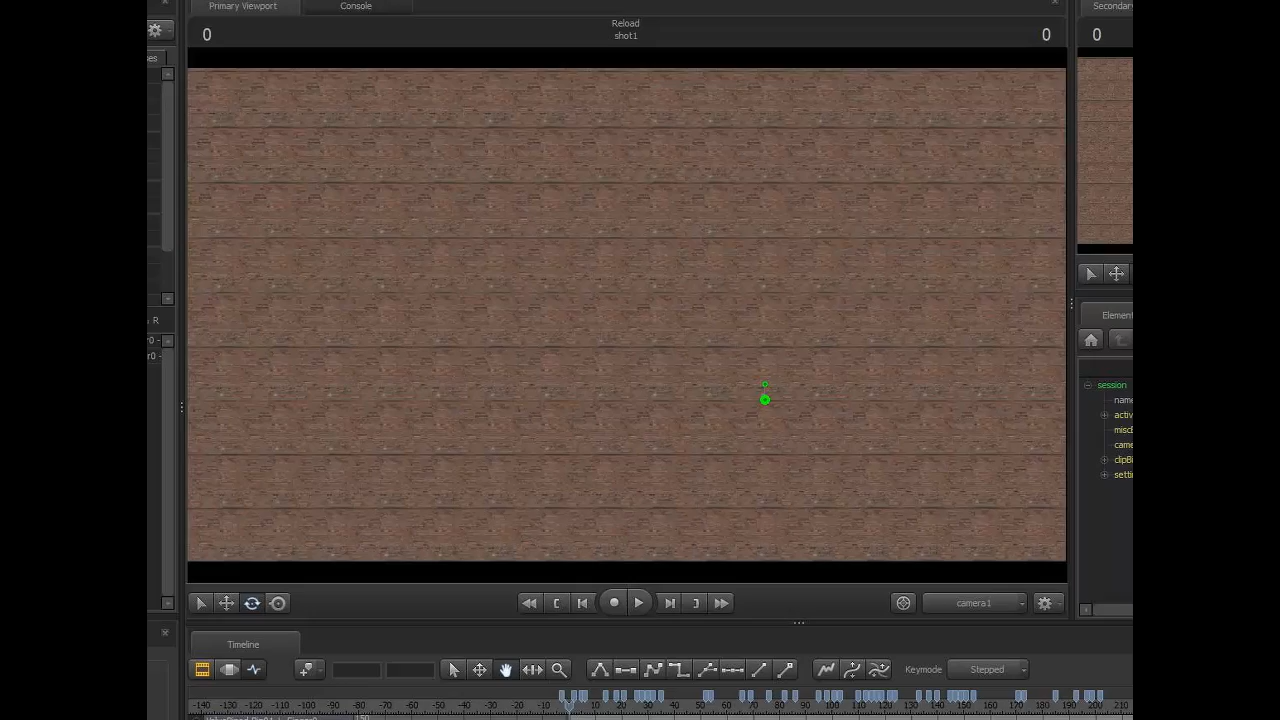 Primary Viewport
Console
Secondary
0
Reload
shot1
0
0
R
Element
session
name
activ
misc
came
clipB
setti
camera1
Timeline
Keymode
Stepped
-140 -130 -120 -110 -100 -90 -80 -70 -60 -50 -40 -30 -20 -10 0 10 20 30 40 50 60 70 80 90 100 110 120 130 140 150 160 170 180 190 200 210